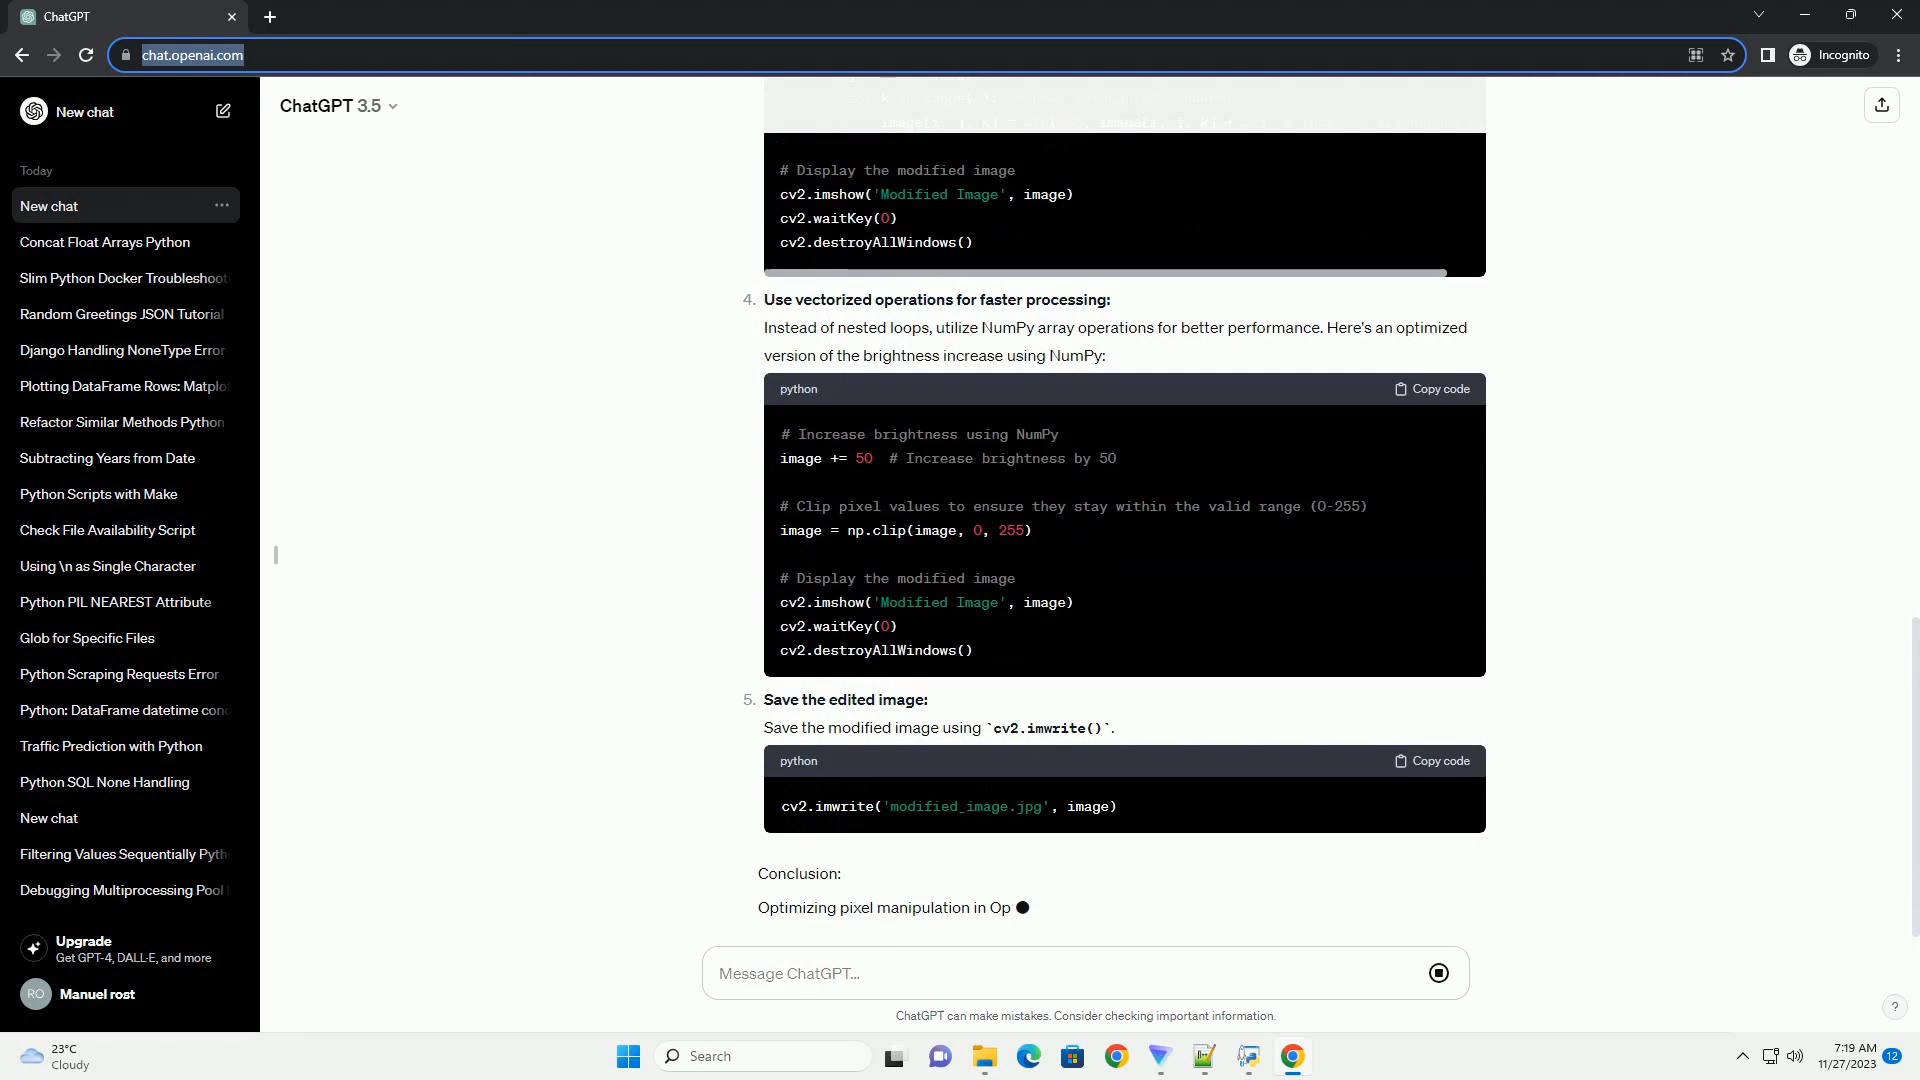 ChatGPT
chat.openai.com
Incognito
New chat
Today
New chat
Concat Float Arrays Python
Slim Python Docker Troubleshoot
Random Greetings JSON Tutorial
Django Handling NoneType Error
Plotting DataFrame Rows: Matplo
Refactor Similar Methods Python
Subtracting Years from Date
Python Scripts with Make
Check File Availability Script
Using \n as Single Character
Python PIL NEAREST Attribute
Glob for Specific Files
Python Scraping Requests Error
Python: DataFrame datetime con
Traffic Prediction with Python
Python SQL None Handling
New chat
Filtering Values Sequentially Pyth
Debugging Multiprocessing Pool
Upgrade
Get GPT-4, DALL·E, and more
RO Manuel rost
ChatGPT 3.5
# Display the modified image
cv2.imshow('Modified Image', image)
cv2.waitKey(0)
cv2.destroyAllWindows()
4. Use vectorized operations for faster processing:
Instead of nested loops, utilize NumPy array operations for better performance. Here's an optimized
version of the brightness increase using NumPy:
python Copy code
# Increase brightness using NumPy
image += 50 # Increase brightness by 50
# Clip pixel values to ensure they stay within the valid range (0-255)
image = np.clip(image, 0, 255)
# Display the modified image
cv2.imshow('Modified Image', image)
cv2.waitKey(0)
cv2.destroyAllWindows()
5. Save the edited image:
Save the modified image using `cv2.imwrite()`.
python Copy code
cv2.imwrite('modified_image.jpg', image)
Conclusion:
Optimizing pixel manipulation in Op
Message ChatGPT...
ChatGPT can make mistakes. Consider checking important information.
?
23°C
Cloudy
Search
7:19 AM
11/27/2023
12